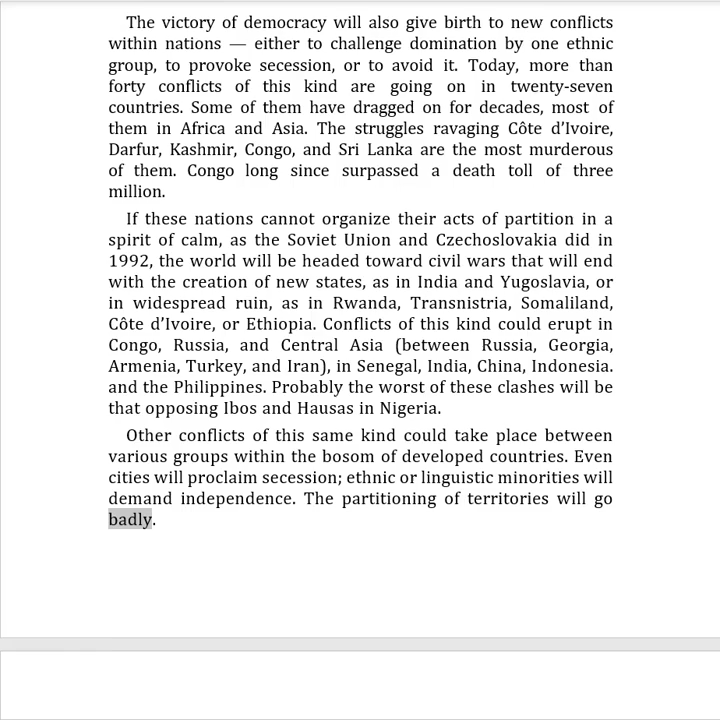 The victory of democracy will also give birth to new conflicts
within nations — either to challenge domination by one ethnic
group, to provoke secession, or to avoid it. Today, more than
forty conflicts of this kind are going on in twenty-seven
countries. Some of them have dragged on for decades, most of
them in Africa and Asia. The struggles ravaging Côte d'Ivoire,
Darfur, Kashmir, Congo, and Sri Lanka are the most murderous
of them. Congo long since surpassed a death toll of three
million.
If these nations cannot organize their acts of partition in a
spirit of calm, as the Soviet Union and Czechoslovakia did in
1992, the world will be headed toward civil wars that will end
with the creation of new states, as in India and Yugoslavia, or
in widespread ruin, as in Rwanda, Transnistria, Somaliland,
Côte d'Ivoire, or Ethiopia. Conflicts of this kind could erupt in
Congo, Russia, and Central Asia (between Russia, Georgia,
Armenia, Turkey, and Iran), in Senegal, India, China, Indonesia.
and the Philippines. Probably the worst of these clashes will be
that opposing Ibos and Hausas in Nigeria.
Other conflicts of this same kind could take place between
various groups within the bosom of developed countries. Even
cities will proclaim secession; ethnic or linguistic minorities will
demand independence. The partitioning of territories will go
badly.